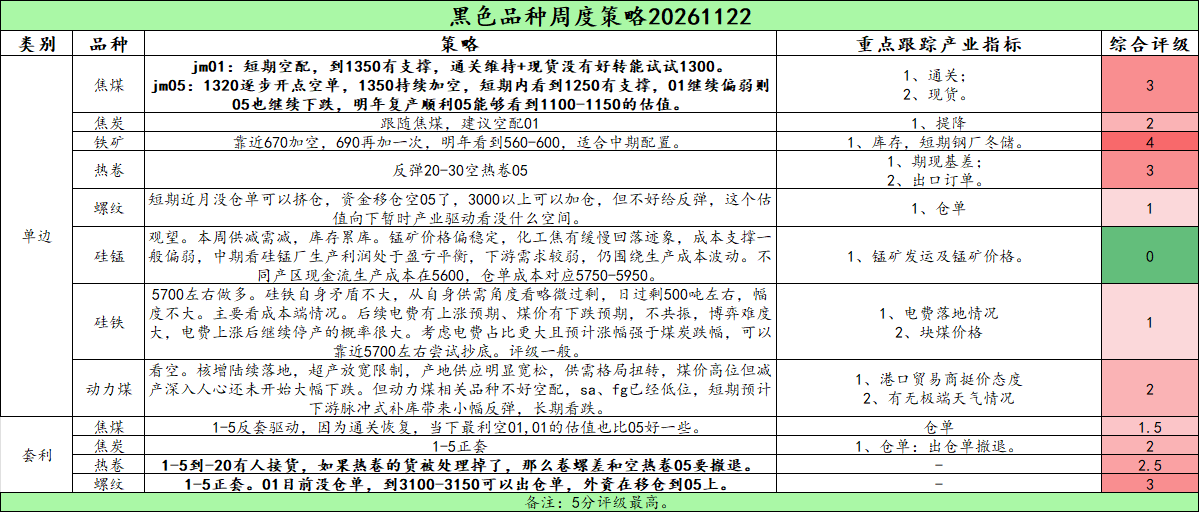 黑色品种周度策略20261122
类别 品种 策略 重点跟踪产业指标 综合评级
单边
焦煤
jm01：短期空配，到1350有支撑，通关维持+现货没有好转能试试1300。
jm05：1320逐步开点空单，1350持续加空，短期内看到1250有支撑，01继续偏弱则
05也继续下跌，明年复产顺利05能够看到1100-1150的估值。
1、通关；
2、现货。
3
焦炭 跟随焦煤，建议空配01 1、提降 2
铁矿 靠近670加空，690再加一次，明年看到560-600，适合中期配置。 1、库存，短期钢厂冬储。 4
热卷 反弹20-30空热卷05
1、期现基差；
2、出口订单。
3
螺纹
短期近月没仓单可以挤仓，资金移仓空05了，3000以上可以加仓，但不好给反弹，这个估
值向下暂时产业驱动看没什么空间。
1、仓单
1
硅锰
观望。本周供减需减，库存累库。锰矿价格偏稳定，化工焦有缓慢回落迹象，成本支撑一
般偏弱，中期看硅锰厂生产利润处于盈亏平衡，下游需求较弱，仍围绕生产成本波动。不
同产区现金流生产成本在5600，仓单成本对应5750-5950。
1、锰矿发运及锰矿价格。
0
硅铁
5700左右做多。硅铁自身矛盾不大，从自身供需角度看略微过剩，日过剩500吨左右，幅
度不大。主要看成本端情况。后续电费有上涨预期、煤价有下跌预期，不共振，博弈难度
大，电费上涨后继续停产的概率很大。考虑电费占比更大且预计涨幅强于煤炭跌幅，可以
靠近5700左右尝试抄底。评级一般。
1、电费落地情况
2、块煤价格
1
动力煤
看空。核增陆续落地，超产放宽限制，产地供应明显宽松，供需格局扭转，煤价高位但减
产深入人心还未开始大幅下跌。但动力煤相关品种不好空配，sa、fg已经低位，短期预计
下游脉冲式补库带来小幅反弹，长期看跌。
1、港口贸易商挺价态度
2、有无极端天气情况
2
套利
焦煤 1-5反套驱动，因为通关恢复，当下最利空01,01的估值也比05好一些。 仓单 1.5
焦炭 1-5正套 1、仓单：出仓单撤退。 2
热卷 1-5到-20有人接货，如果热卷的货被处理掉了，那么卷螺差和空热卷05要撤退。 - 2.5
螺纹 1-5正套。01目前没仓单，到3100-3150可以出仓单，外资在移仓到05上。 - 3
备注：5分评级最高。